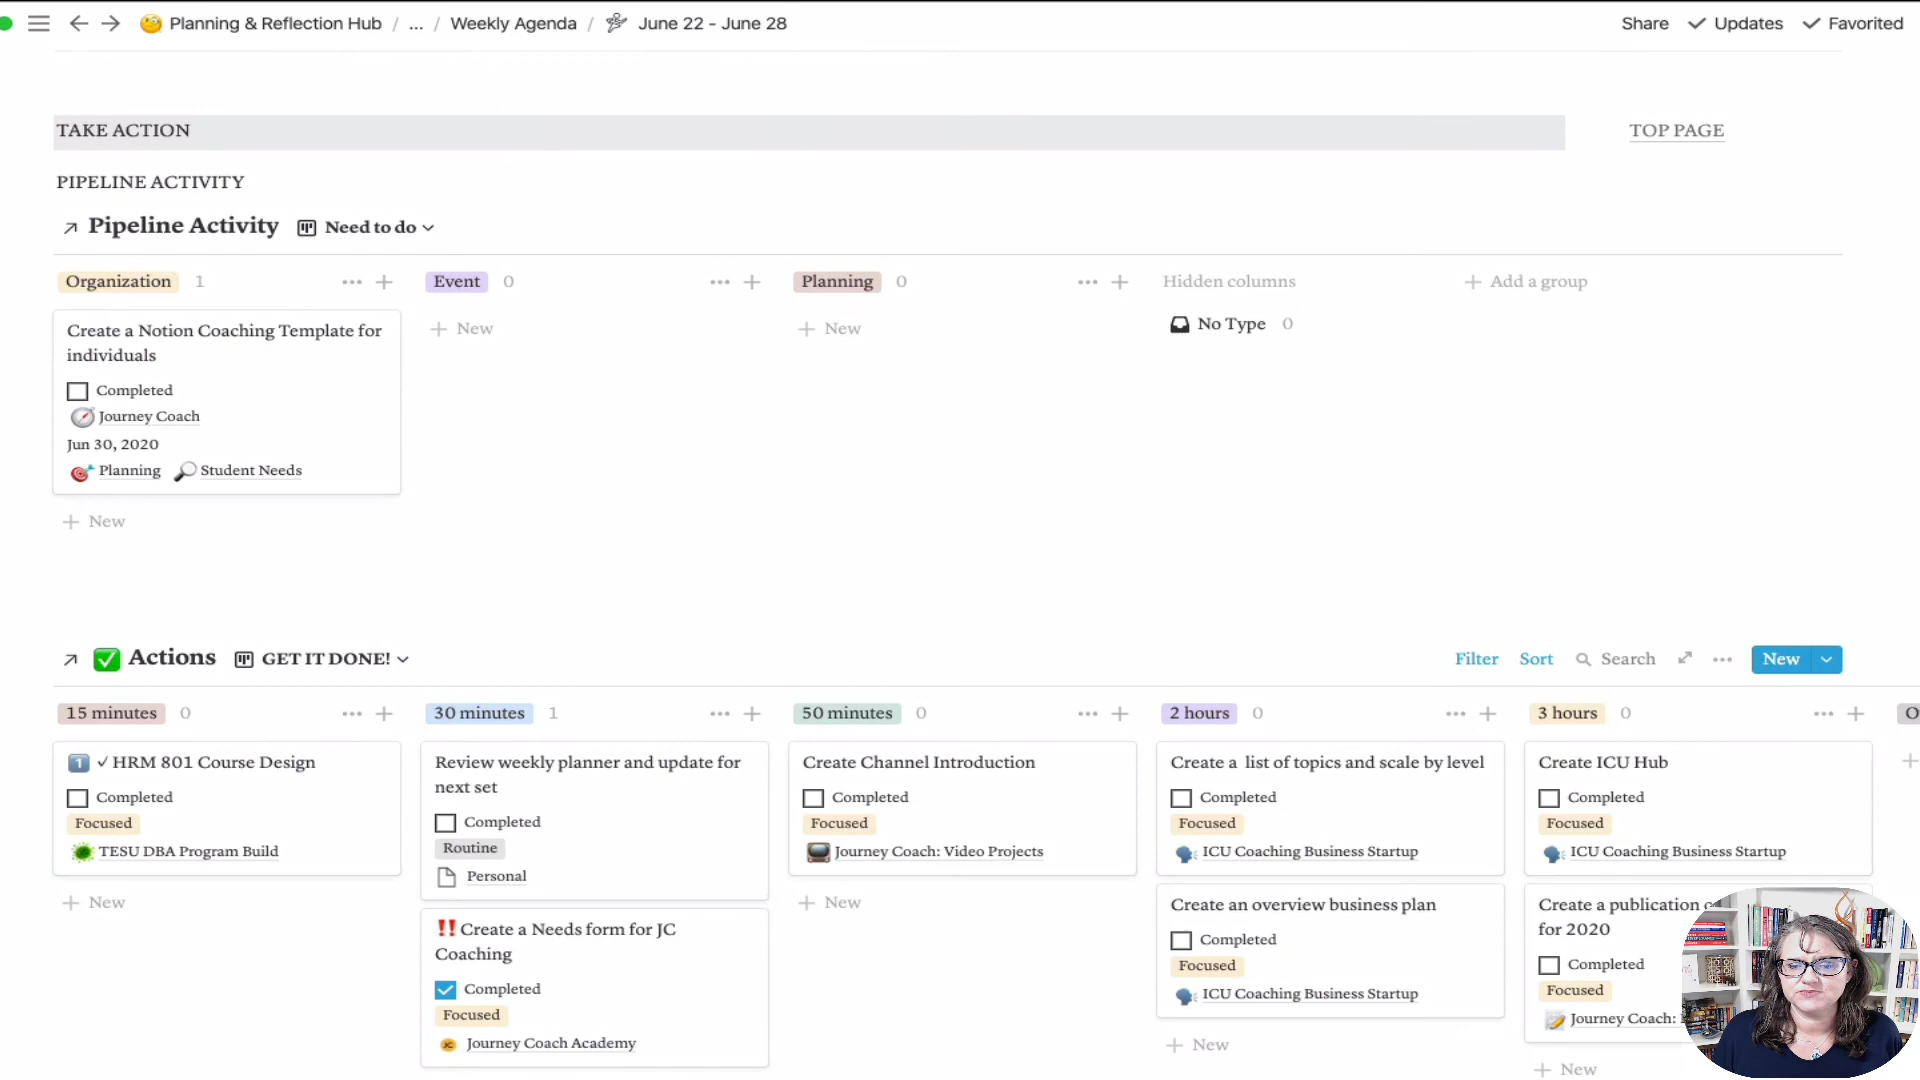 Planning & Reflection Hub / ... / Weekly Agenda / June 22 - June 28
Share Updates Favorited
TAKE ACTION
TOP PAGE
PIPELINE ACTIVITY
Pipeline Activity Need to do
Organization 1
Event 0
Planning 0
Hidden columns
Add a group
Create a Notion Coaching Template for
individuals
Completed
Journey Coach
Jun 30, 2020
Planning Student Needs
New
New
New
No Type 0
Actions GET IT DONE!
Filter Sort Search New
15 minutes 0
30 minutes 1
50 minutes 0
2 hours 0
3 hours 0
1 ✓ HRM 801 Course Design
Completed
Focused
TESU DBA Program Build
New
Review weekly planner and update for
next set
Completed
Routine
Personal
‼ Create a Needs form for JC
Coaching
Completed
Focused
Journey Coach Academy
Create Channel Introduction
Completed
Focused
Journey Coach: Video Projects
New
Create a list of topics and scale by level
Completed
Focused
ICU Coaching Business Startup
Create an overview business plan
Completed
Focused
ICU Coaching Business Startup
New
Create ICU Hub
Completed
Focused
ICU Coaching Business Startup
Create a publication
for 2020
Completed
Focused
Journey Coach:
New